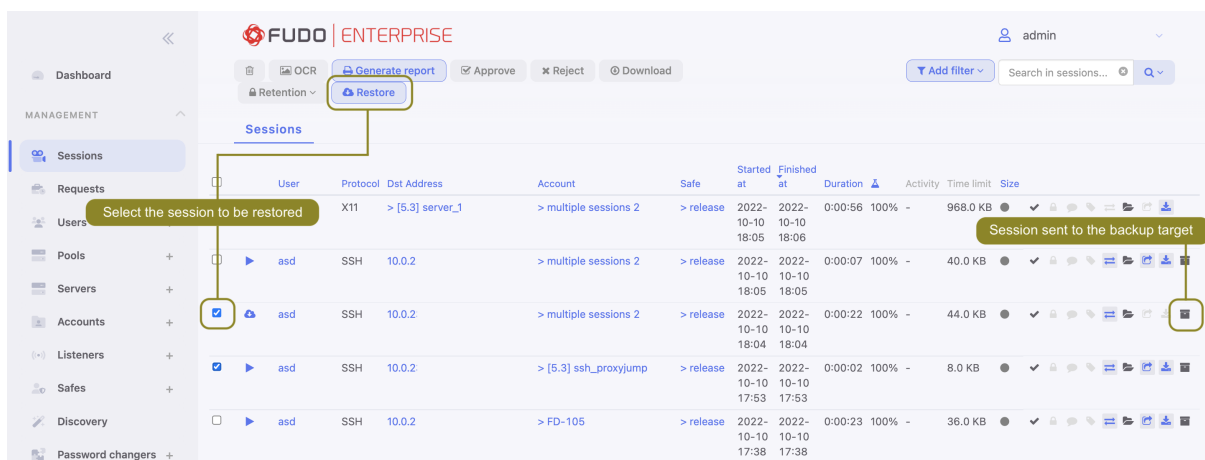 FUDO ENTERPRISE
admin
Dashboard
OCR Generate report Approve Reject Download
Add filter Search in sessions...
Retention Restore
MANAGEMENT
Sessions
Sessions
Requests
Users
Pools +
Servers +
Accounts +
Listeners +
Safes +
Discovery
Password changers +
Select the session to be restored
Session sent to the backup target
User Protocol Dst Address Account Safe Started at Finished at Duration Activity Time limit Size
X11 > [5.3] server_1 > multiple sessions 2 > release 2022-10-10 18:05 2022-10-10 18:06 0:00:56 100% - 968.0 KB
asd SSH 10.0.2 > multiple sessions 2 > release 2022-10-10 18:05 2022-10-10 18:05 0:00:07 100% - 40.0 KB
asd SSH 10.0.2: > multiple sessions 2 > release 2022-10-10 18:04 2022-10-10 18:04 0:00:22 100% - 44.0 KB
asd SSH 10.0.2: > [5.3] ssh_proxyjump > release 2022-10-10 17:53 2022-10-10 17:53 0:00:02 100% - 8.0 KB
asd SSH 10.0.2 > FD-105 > release 2022-10-10 17:38 2022-10-10 17:38 0:00:23 100% - 36.0 KB